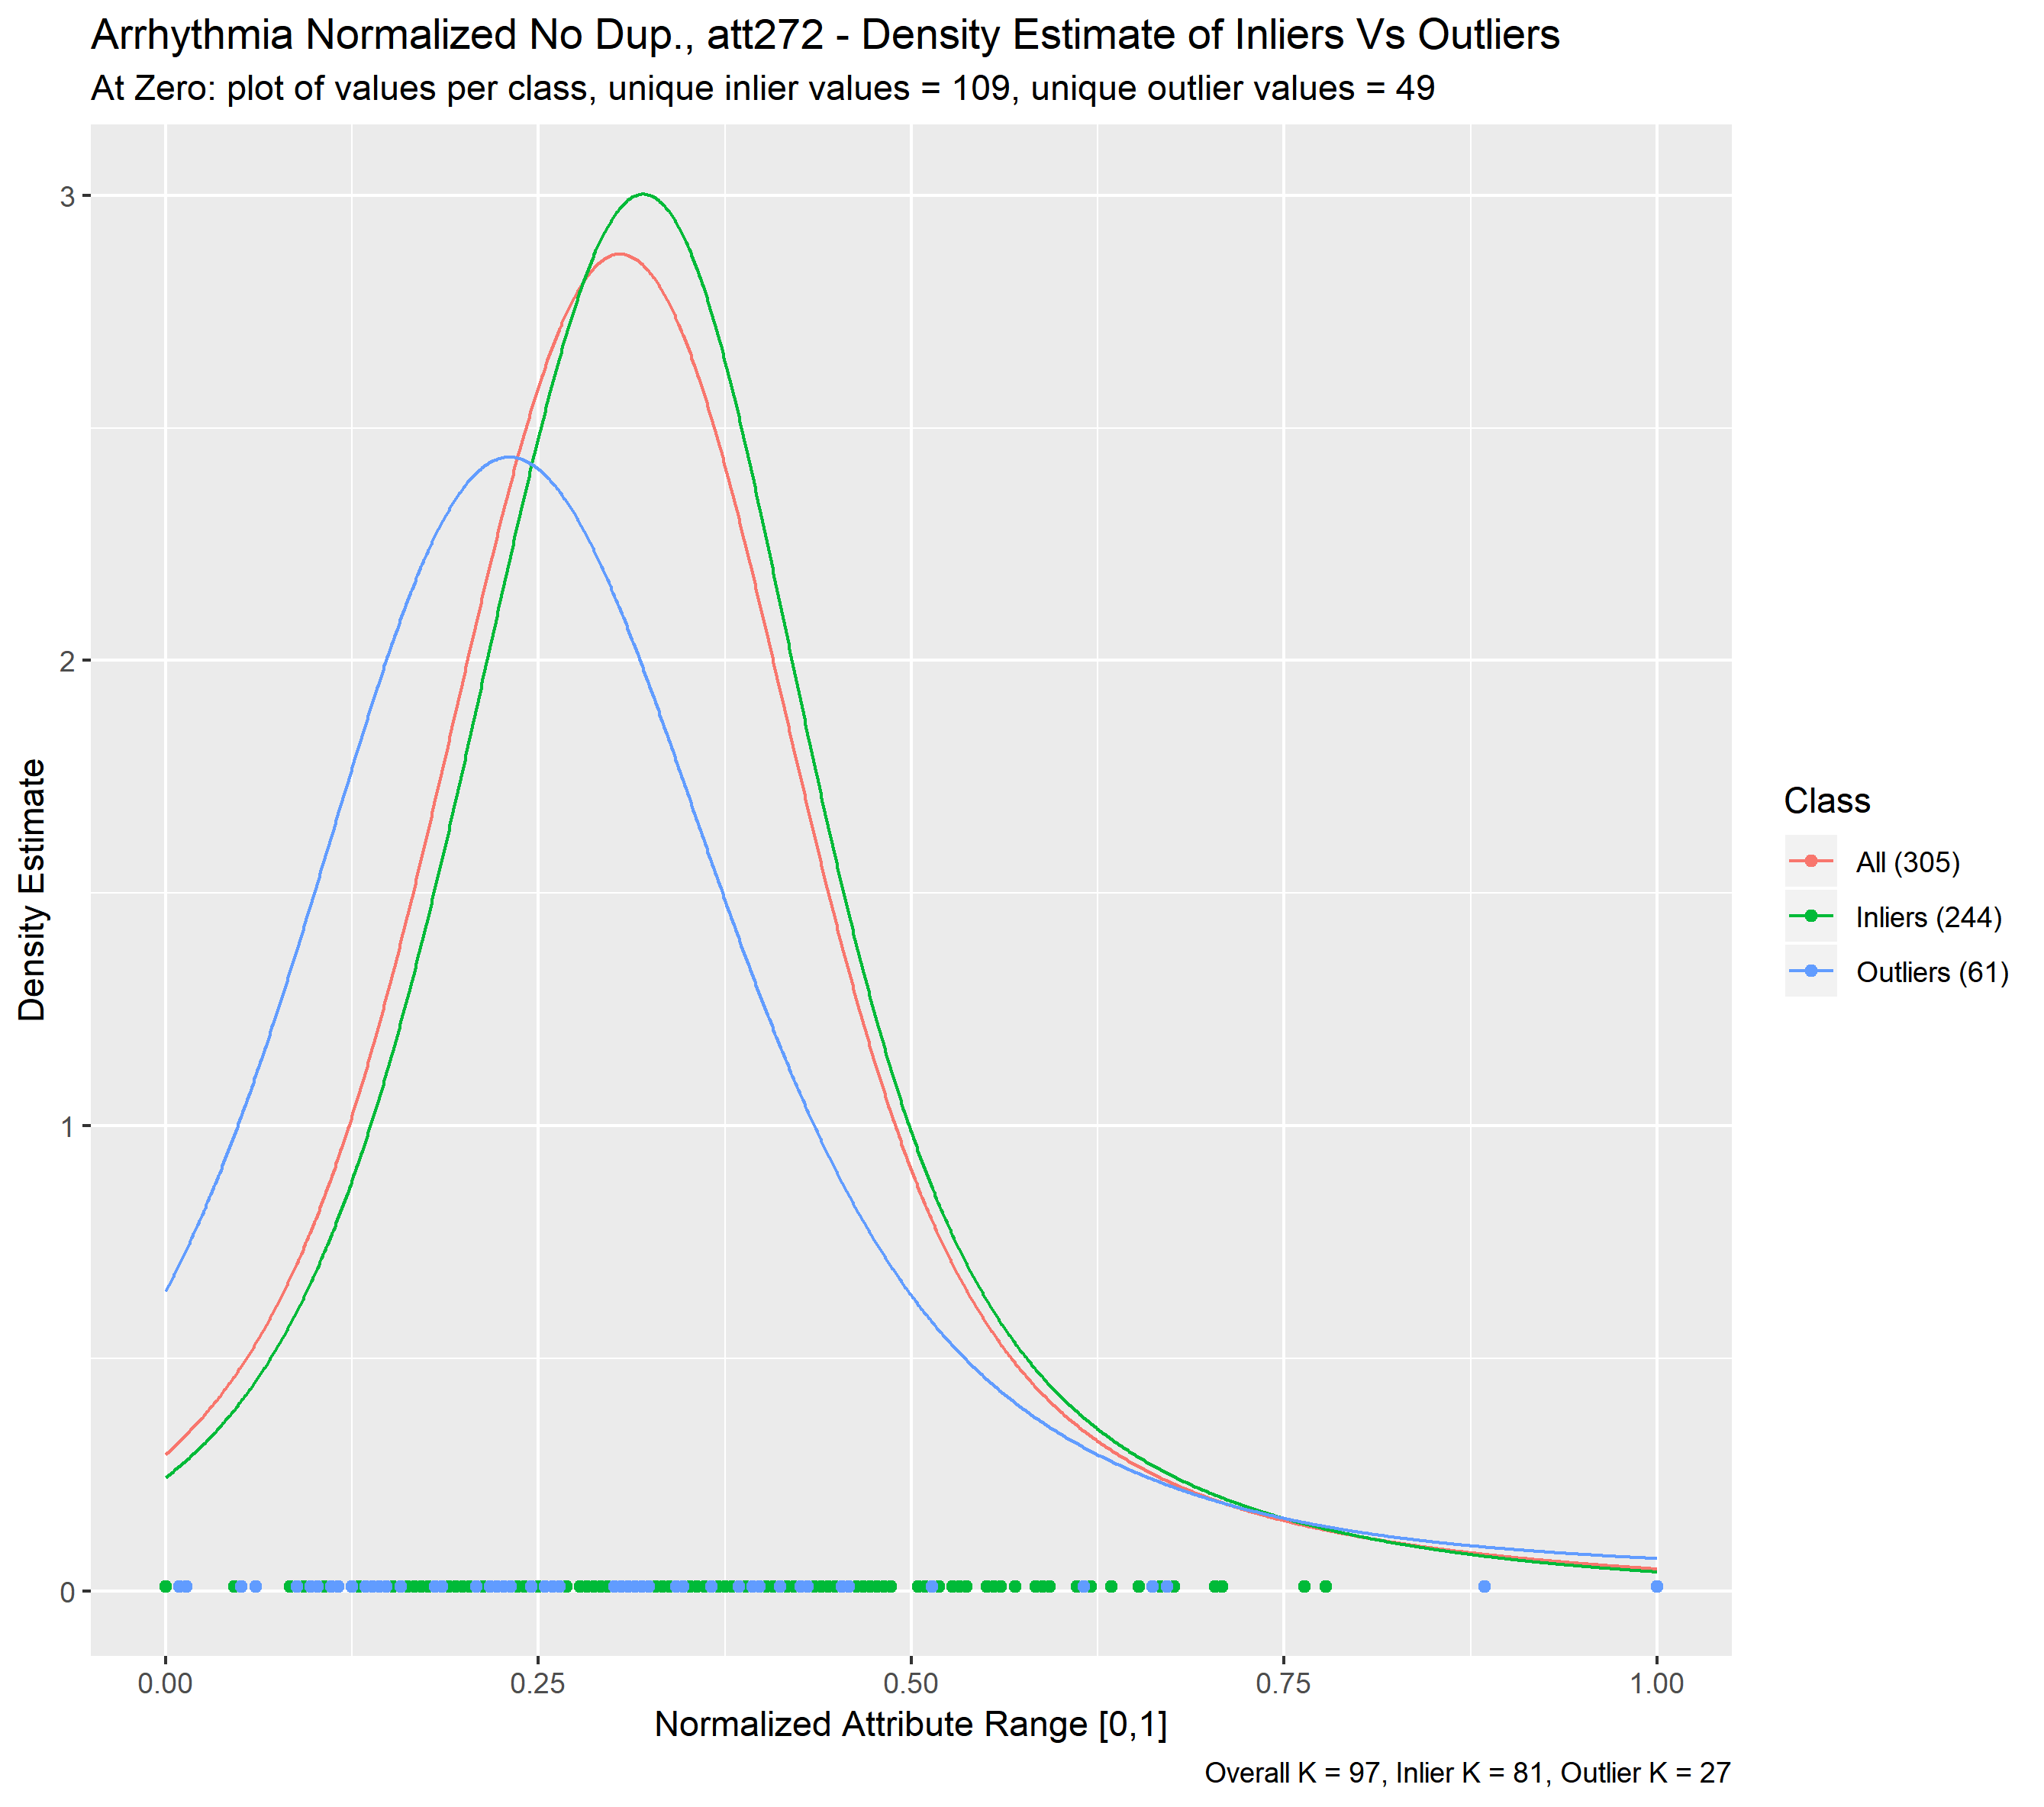 Arrhythmia Normalized No Dup., att272 - Density Estimate of Inliers Vs Outliers
At Zero: plot of values per class, unique inlier values = 109, unique outlier values = 49
3
2
1
0
Density Estimate
0.00 0.25 0.50 0.75 1.00
Normalized Attribute Range [0,1]
Class
All (305)
Inliers (244)
Outliers (61)
Overall K = 97, Inlier K = 81, Outlier K = 27